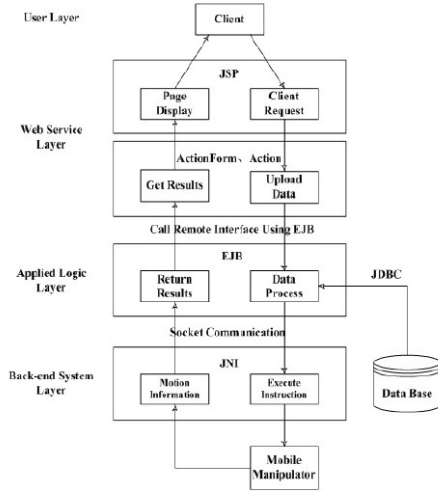 User Layer
Client
JSP
Page
Display
Client
Request
Web Service
Layer
ActionForm、Action
Get Results
Upload
Data
Call Remote Interface Using EJB
EJB
Applied Logic
Layer
Return
Results
Data
Process
JDBC
Socket Communication
JNI
Back-end System
Layer
Motion
Information
Execute
Instruction
Data Base
Mobile
Manipulator